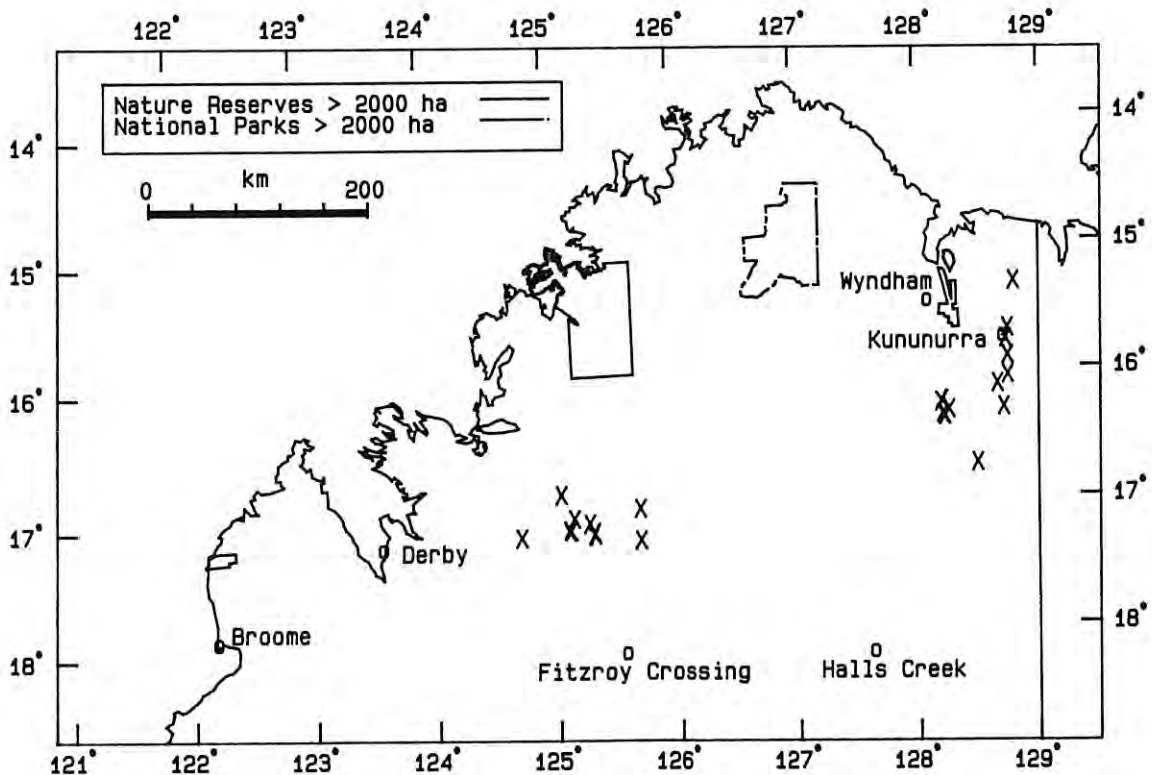 122° 123° 124° 125° 126° 127° 128° 129°
Nature Reserves > 2000 ha
National Parks > 2000 ha
14°
14°
km
0 200
15°
15°
Wyndham
Kununurra
16°
16°
17°
17°
Derby
18°
18°
Broome
Fitzroy Crossing
Halls Creek
121° 122° 123° 124° 125° 126° 127° 128° 129°